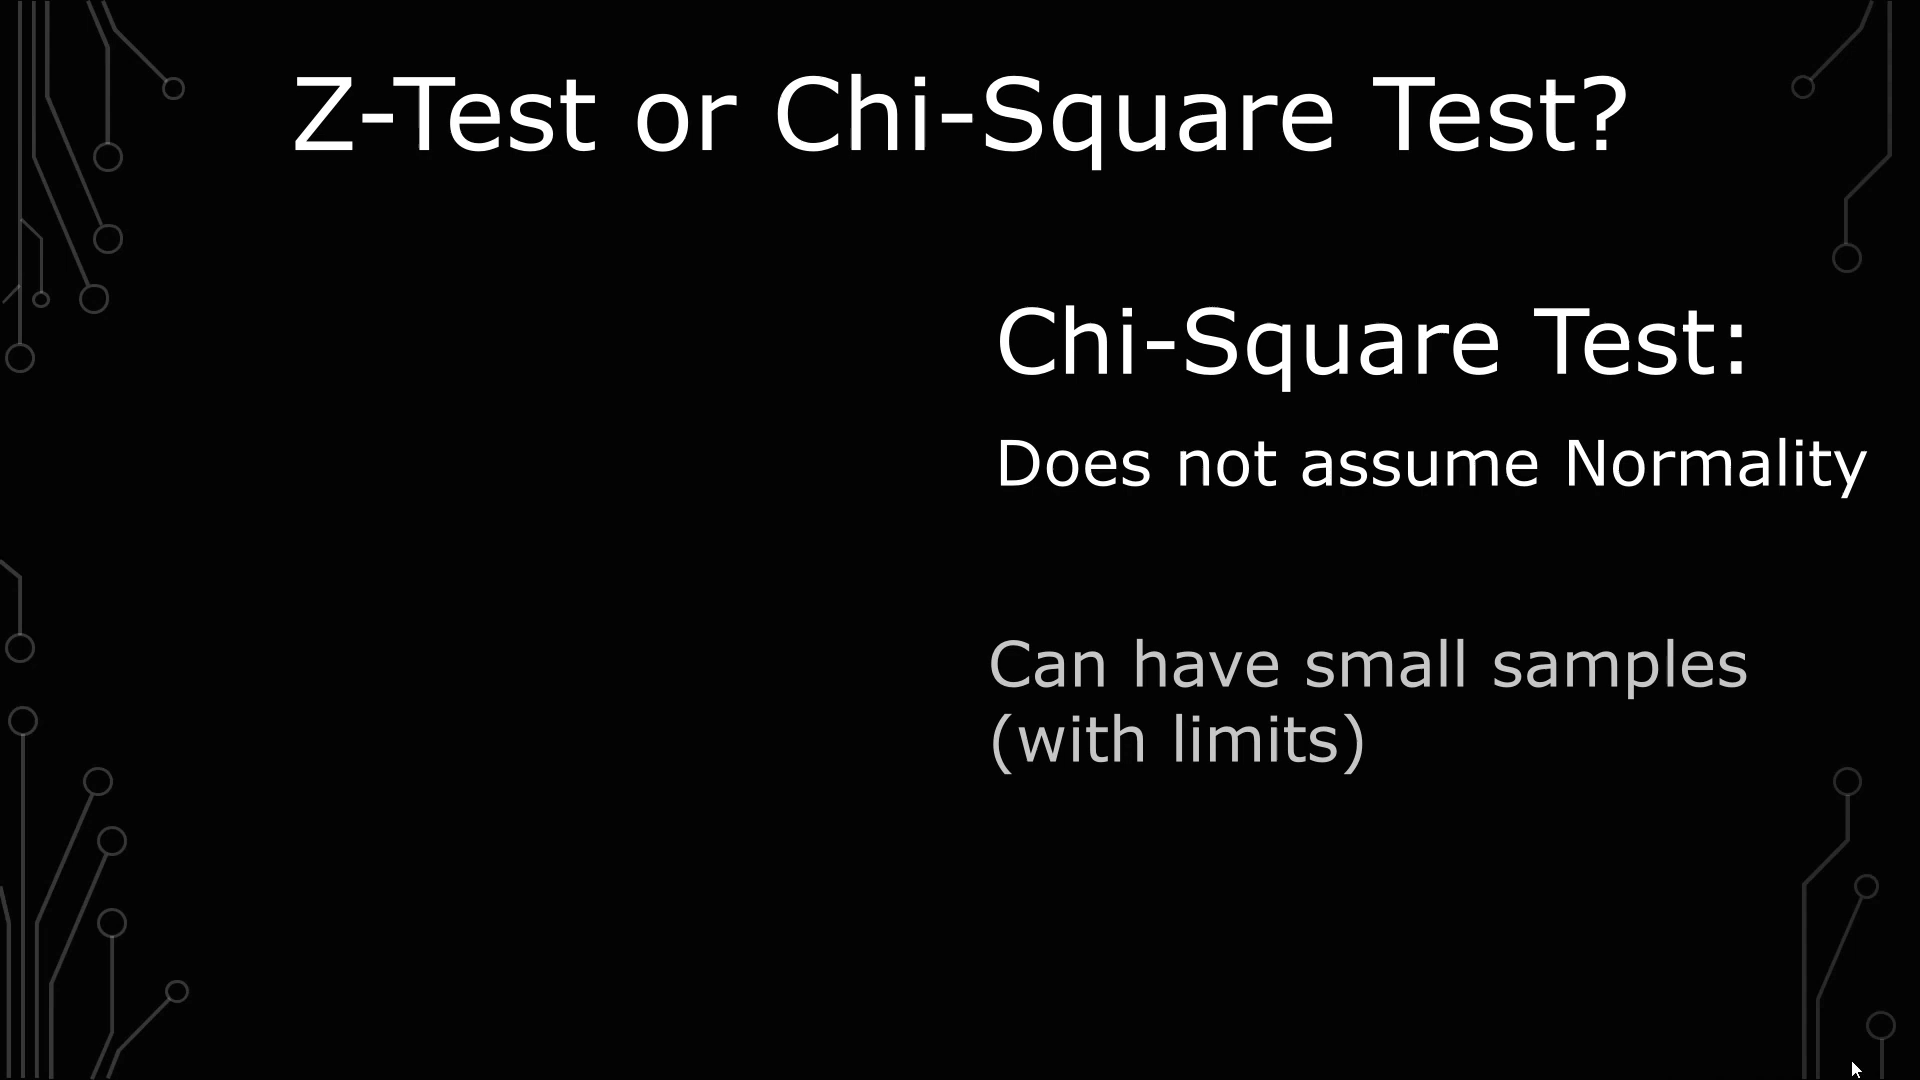 Z-Test or Chi-Square Test?
Chi-Square Test:
Does not assume Normality
Can have small samples
(with limits)